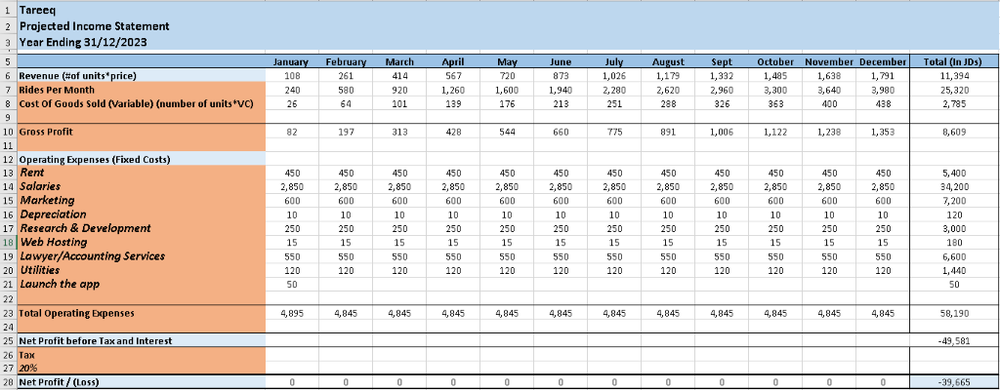 1 Tareeq
2 Projected Income Statement
3 Year Ending 31/12/2023
5 January February March April May June July August Sept October November December Total (In JDs)
6 Revenue (#of units*price) 108 261 414 567 720 873 1,026 1,179 1,332 1,485 1,638 1,791 11,394
7 Rides Per Month 240 580 920 1,260 1,600 1,940 2,280 2,620 2,960 3,300 3,640 3,980 25,320
8 Cost Of Goods Sold (Variable) (number of units*VC) 26 64 101 139 176 213 251 288 326 363 400 438 2,785
9
10 Gross Profit 82 197 313 428 544 660 775 891 1,006 1,122 1,238 1,353 8,609
11
12 Operating Expenses (Fixed Costs)
13 Rent 450 450 450 450 450 450 450 450 450 450 450 450 5,400
14 Salaries 2,850 2,850 2,850 2,850 2,850 2,850 2,850 2,850 2,850 2,850 2,850 2,850 34,200
15 Marketing 600 600 600 600 600 600 600 600 600 600 600 600 7,200
16 Depreciation 10 10 10 10 10 10 10 10 10 10 10 10 120
17 Research & Development 250 250 250 250 250 250 250 250 250 250 250 250 3,000
18 Web Hosting 15 15 15 15 15 15 15 15 15 15 15 15 180
19 Lawyer/Accounting Services 550 550 550 550 550 550 550 550 550 550 550 550 6,600
20 Utilities 120 120 120 120 120 120 120 120 120 120 120 120 1,440
21 Launch the app 50 50
22
23 Total Operating Expenses 4,895 4,845 4,845 4,845 4,845 4,845 4,845 4,845 4,845 4,845 4,845 4,845 58,190
24
25 Net Profit before Tax and Interest -49,581
26 Tax
27 20%
28 Net Profit / (Loss) 0 0 0 0 0 0 0 0 0 0 0 0 -39,665